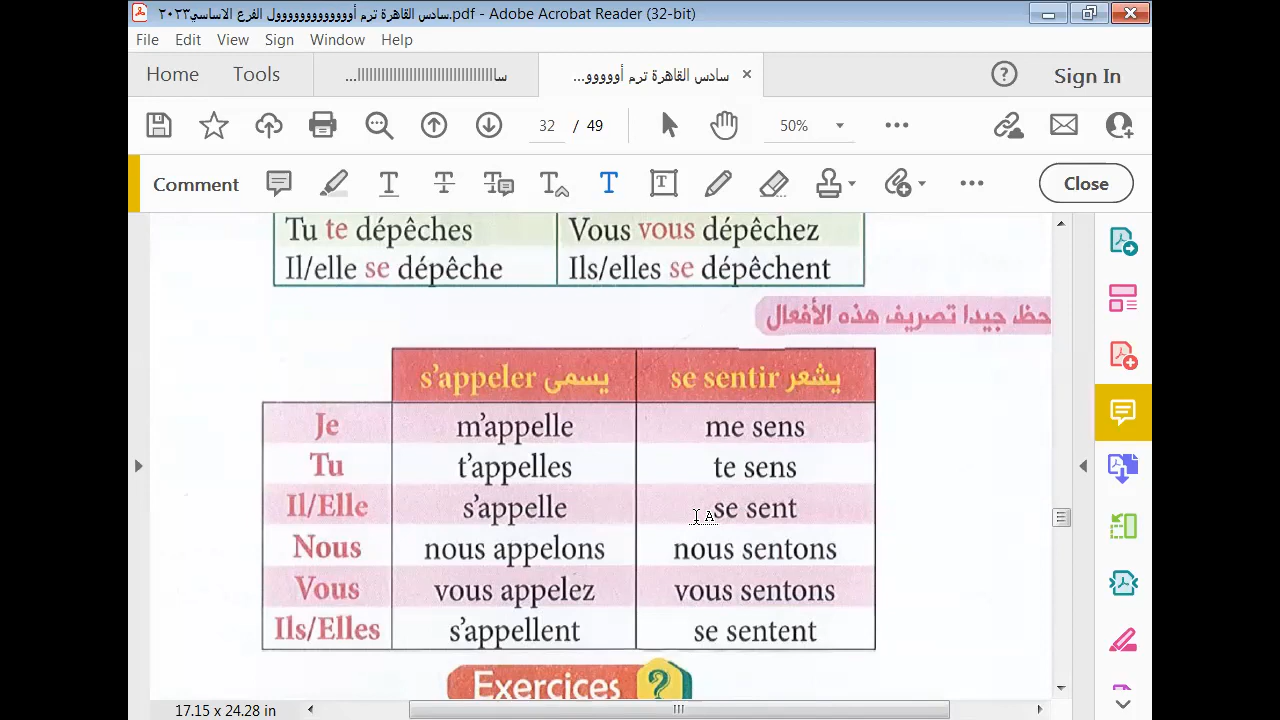 سادس القاهرة ترم أووووووووووووول الفرع الاساسي٢٠٢٣.pdf - Adobe Acrobat Reader (32-bit)
File Edit View Sign Window Help
Home Tools سااااااااااااااااااااااااااااااااا... سادس القاهرة ترم أووووو... × ? Sign In
32 / 49 50%
Comment T T T T T T Close
Tu te dépêches Vous vous dépêchez
Il/elle se dépêche Ils/elles se dépêchent
حظ جيدا تصريف هذه الأفعال
s'appeler يسمى se sentir يشعر
Je m'appelle me sens
Tu t'appelles te sens
Il/Elle s'appelle se sent
Nous nous appelons nous sentons
Vous vous appelez vous sentons
Ils/Elles s'appellent se sentent
Exercices ?
17.15 x 24.28 in